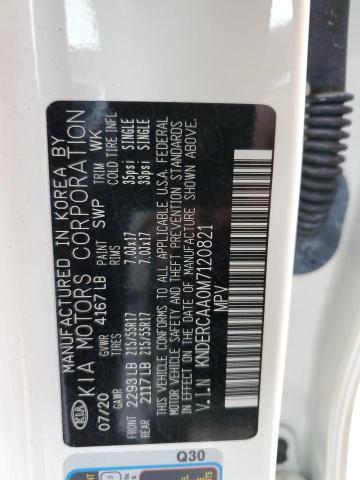 MANUFACTURED IN KOREA BY
KIA KIA MOTORS CORPORATION
07/20 GVWR 4167LB PAINT SWP TRIM WK
GAWR RIMS COLD TIRE INFL
FRONT 2293LB 215/55R17 7.0Jx17 35psi SINGLE
REAR 2117LB 215/55R17 7.0Jx17 33psi SINGLE
THIS VEHICLE CONFORMS TO ALL APPLICABLE U.S.A. FEDERAL
MOTOR VEHICLE SAFETY AND THEFT PREVENTION STANDARDS
IN EFFECT ON THE DATE OF MANUFACTURE SHOWN ABOVE
V.I.N KNDERCAA0M7120821
MPV
Q30